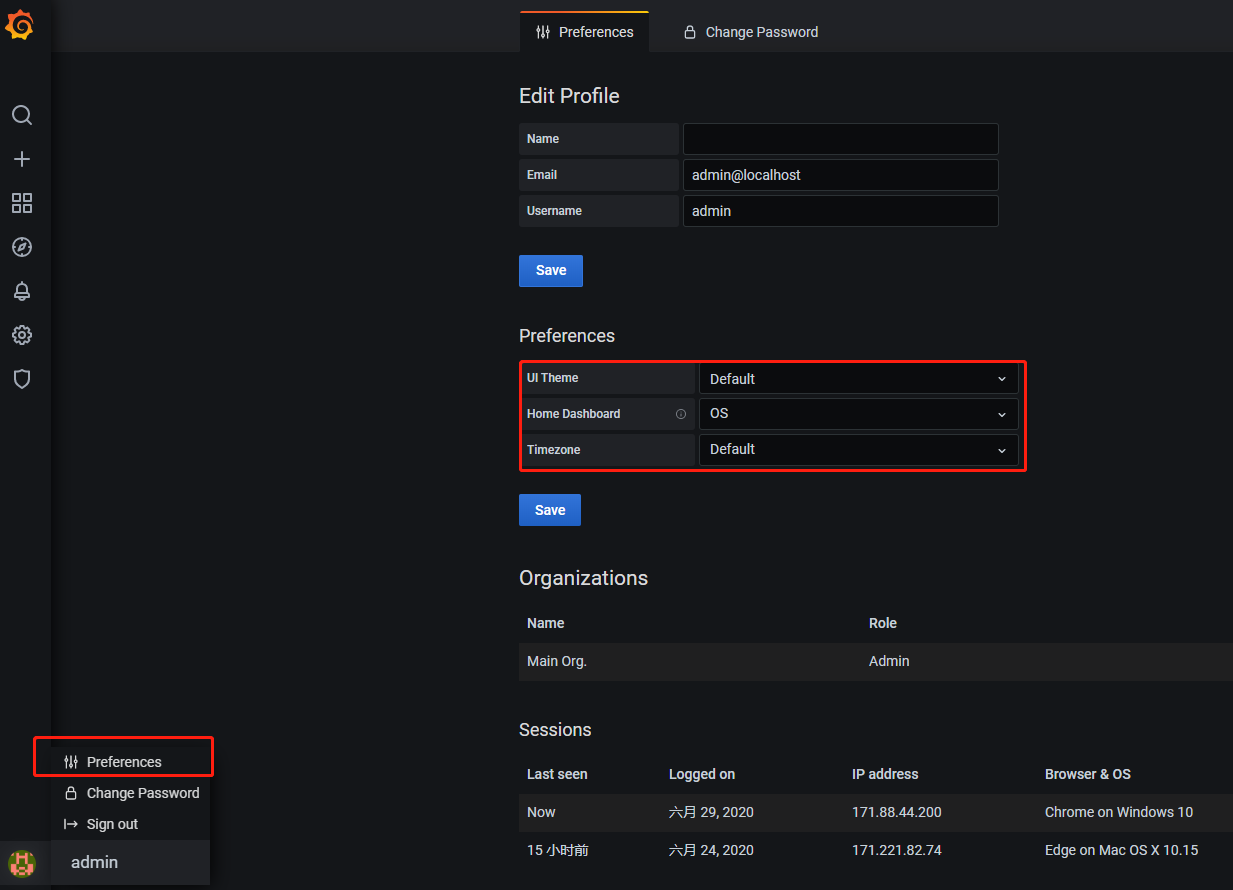 Preferences
Change Password
Edit Profile
Name
Email admin@localhost
Username admin
Save
Preferences
UI Theme Default
Home Dashboard OS
Timezone Default
Save
Organizations
Name Role
Main Org. Admin
Sessions
Last seen Logged on IP address Browser & OS
Now 六月 29, 2020 171.88.44.200 Chrome on Windows 10
15 小时前 六月 24, 2020 171.221.82.74 Edge on Mac OS X 10.15
Preferences
Change Password
Sign out
admin